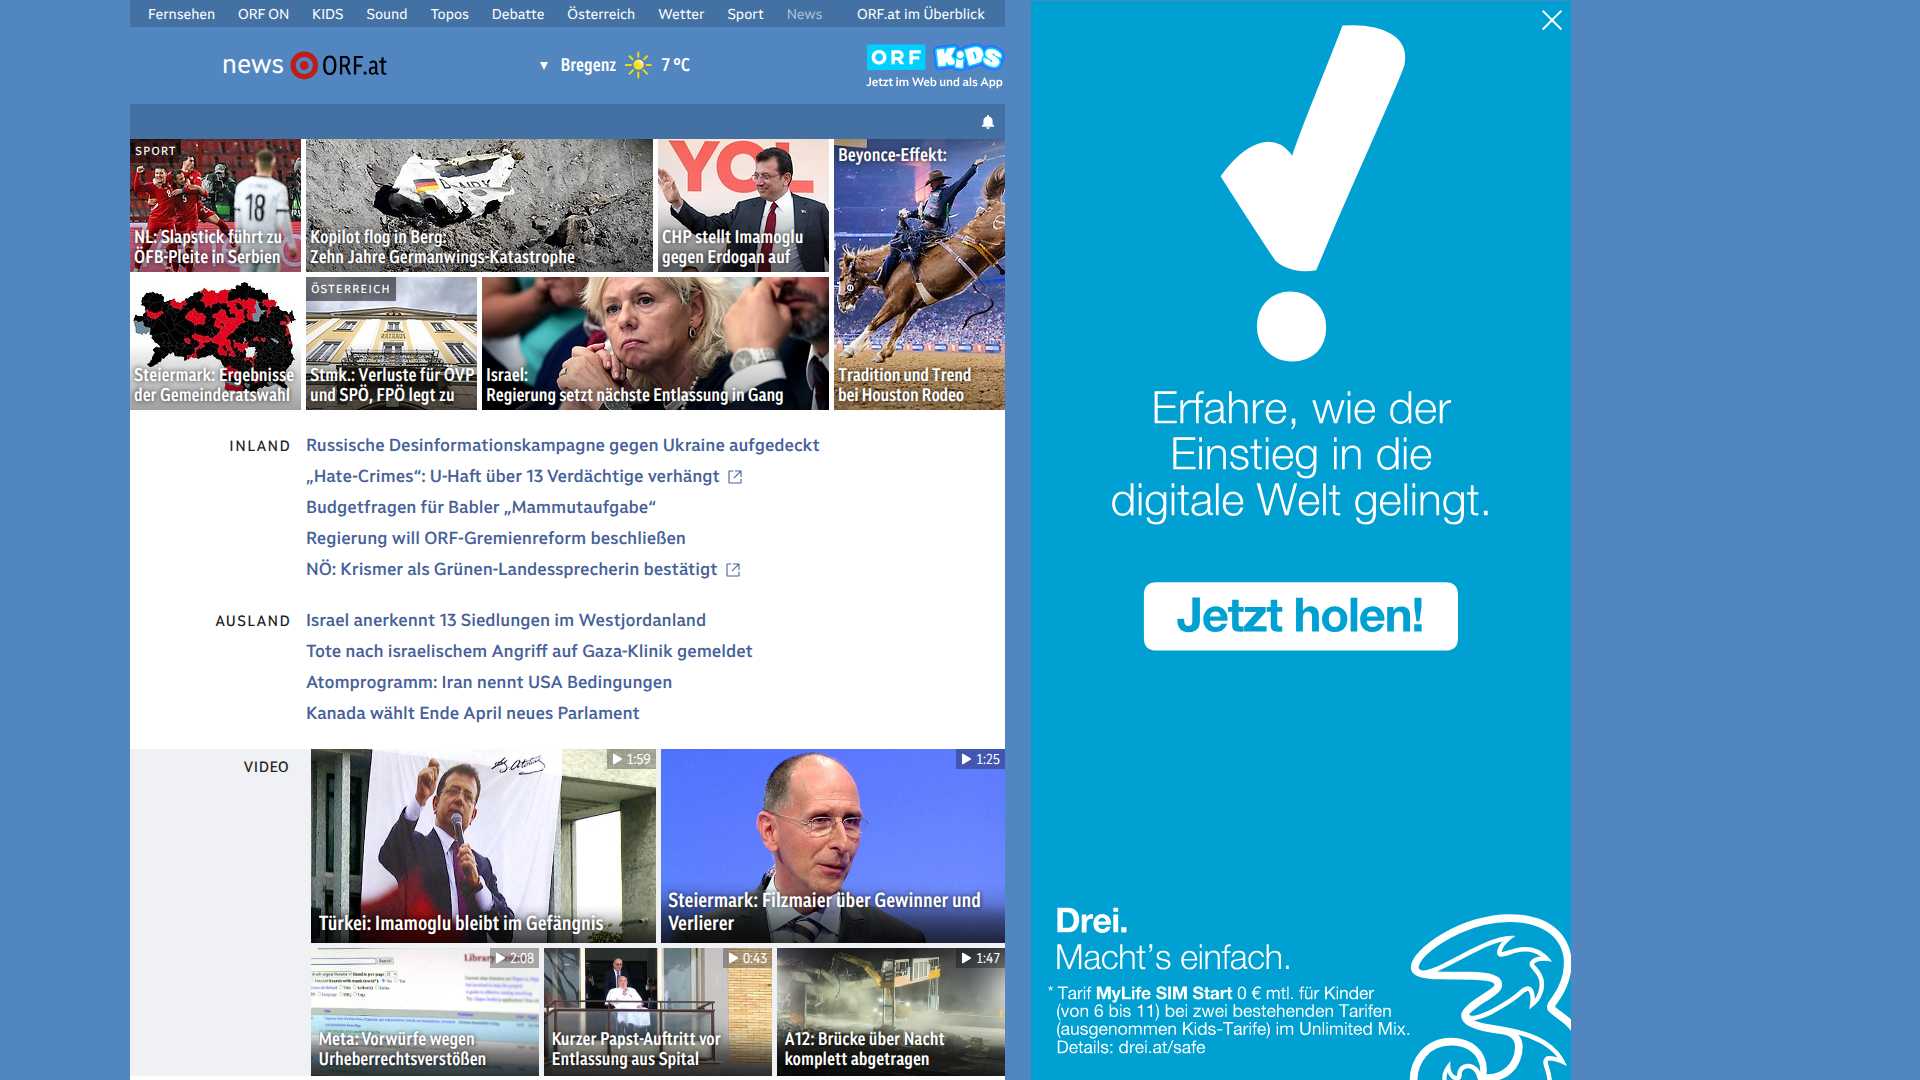 Fernsehen ORF ON KIDS Sound Topos Debatte Österreich Wetter Sport News ORF.at im Überblick
news ORF.at
▼ Bregenz 7 °C
ORF KIDS
Jetzt im Web und als App
SPORT
NL: Slapstick führt zu
ÖFB-Pleite in Serbien
18
Kopilot flog in Berg:
Zehn Jahre Germanwings-Katastrophe
YOL
CHP stellt Imamoglu
gegen Erdogan auf
Beyonce-Effekt:
Tradition und Trend
bei Houston Rodeo
Steiermark: Ergebnisse
der Gemeinderatswahl
ÖSTERREICH
Stmk.: Verluste für ÖVP
und SPÖ, FPÖ legt zu
Israel:
Regierung setzt nächste Entlassung in Gang
INLAND
Russische Desinformationskampagne gegen Ukraine aufgedeckt
„Hate-Crimes“: U-Haft über 13 Verdächtige verhängt
Budgetfragen für Babler „Mammutaufgabe“
Regierung will ORF-Gremienreform beschließen
NÖ: Krismer als Grünen-Landessprecherin bestätigt
AUSLAND
Israel anerkennt 13 Siedlungen im Westjordanland
Tote nach israelischem Angriff auf Gaza-Klinik gemeldet
Atomprogramm: Iran nennt USA Bedingungen
Kanada wählt Ende April neues Parlament
VIDEO
1:59
Türkei: Imamoglu bleibt im Gefängnis
1:25
Steiermark: Filzmaier über Gewinner und
Verlierer
2:08
Meta: Vorwürfe wegen
Urheberrechtsverstößen
0:43
Kurzer Papst-Auftritt vor
Entlassung aus Spital
1:47
A12: Brücke über Nacht
komplett abgetragen
Erfahre, wie der
Einstieg in die
digitale Welt gelingt.
Jetzt holen!
Drei.
Macht's einfach.
* Tarif MyLife SIM Start 0 € mtl. für Kinder
(von 6 bis 11) bei zwei bestehenden Tarifen
(ausgenommen Kids-Tarife) im Unlimited Mix.
Details: drei.at/safe